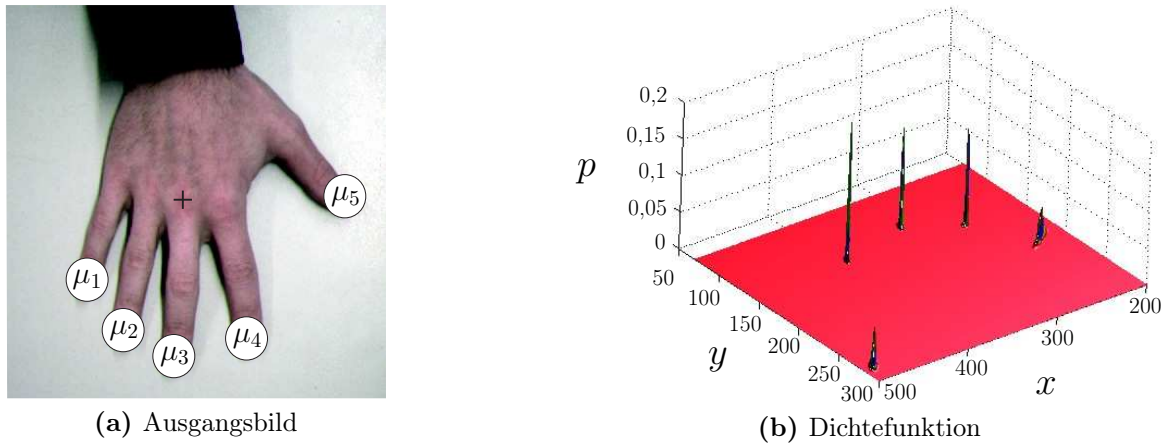 μ₁
μ₂
μ₃
μ₄
μ₅
(a) Ausgangsbild
0,2
0,15
0,1
0,05
0
p
50
100
150
200
250
300
y
500
400
300
200
x
(b) Dichtefunktion